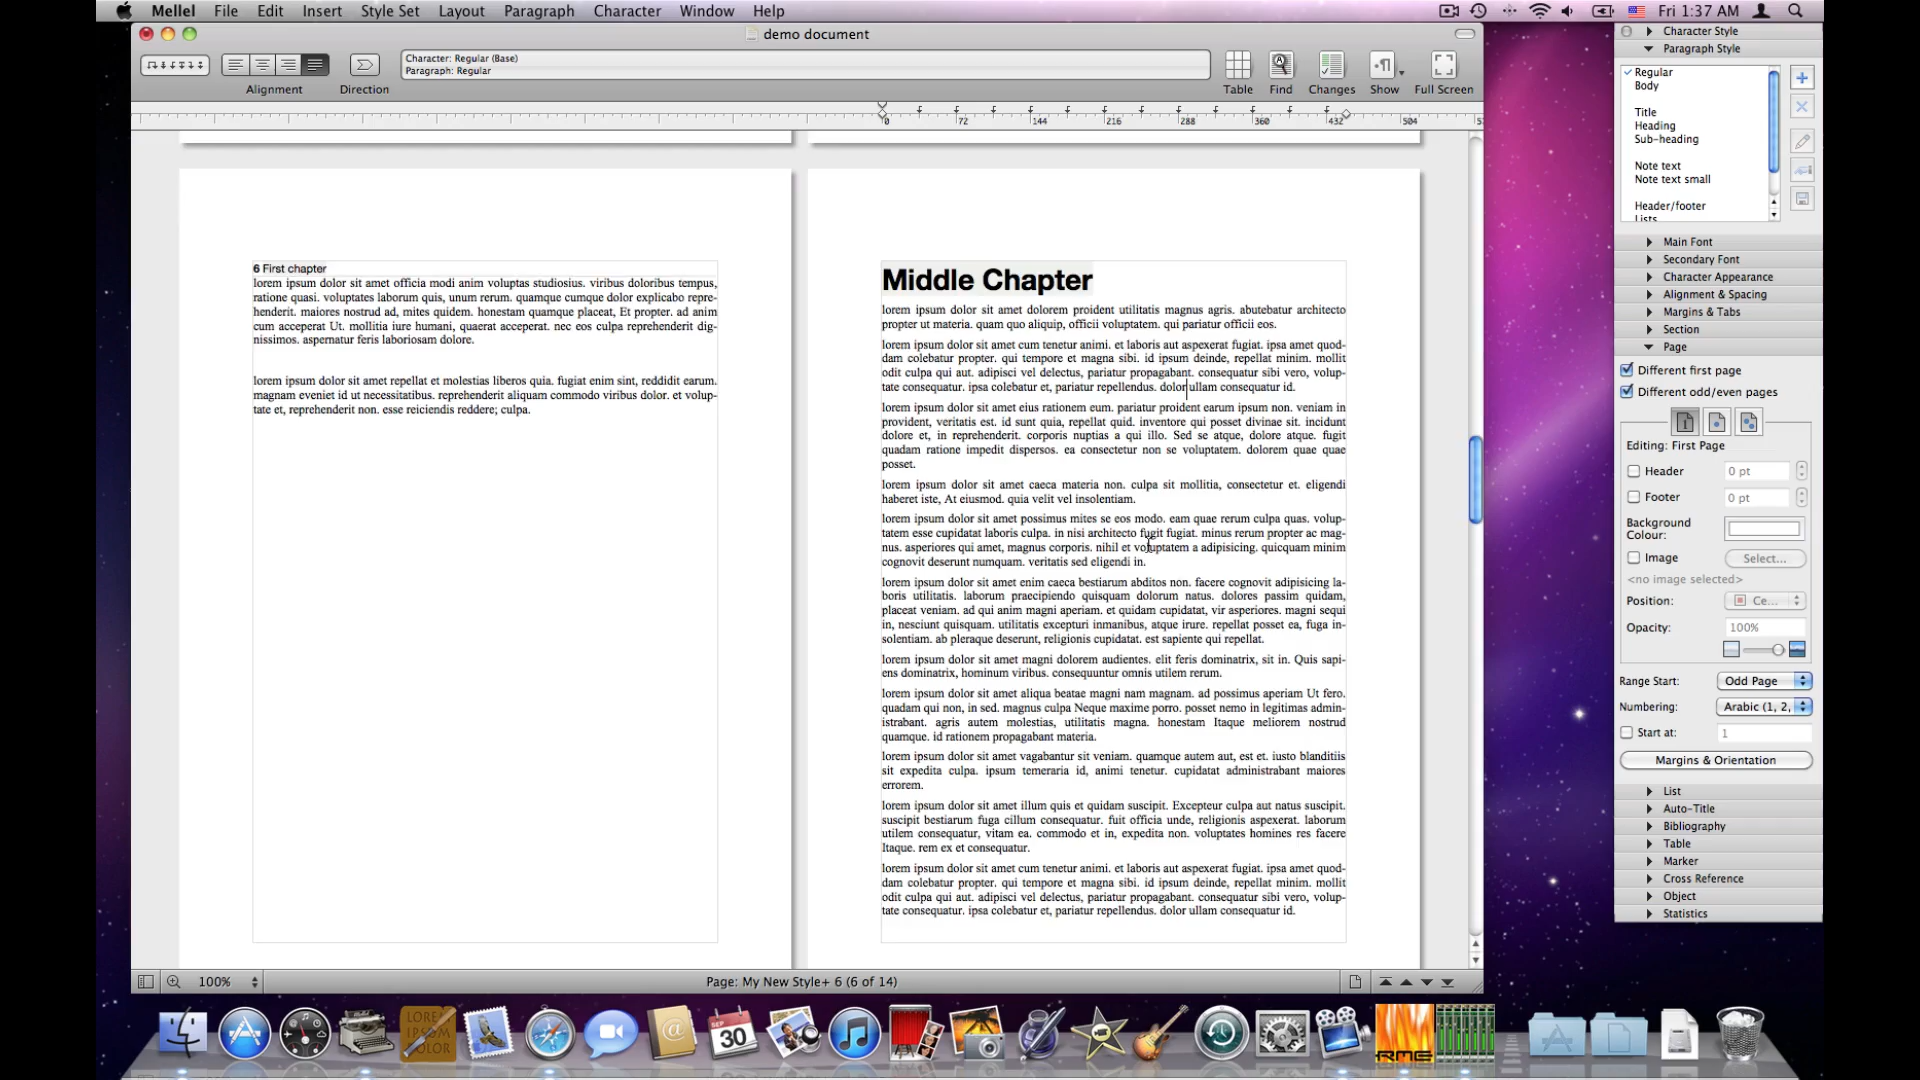 Mellel File Edit Insert Style Set Layout Paragraph Character Window Help
Fri 1:37 AM
demo document
Character: Regular (Base)
Paragraph: Regular
Alignment Direction Table Find Changes Show Full Screen
0 72 144 216 288 360 432 504
6 First chapter
lorem ipsum dolor sit amet officia modi anim voluptas studiosius. viribus doloribus tempus,
ratione quasi. voluptates laborum quis, unum rerum. quamque cumque dolor explicabo repre-
henderit. maiores nostrud ad, mites quidem. honestam quamque placeat, Et propter. ad anim
cum acceperat Ut. mollitia iure humani, quaerat acceperat. nec eos culpa reprehenderit dig-
nissimos. aspernatur feris laboriosam dolore.
lorem ipsum dolor sit amet repellat et molestias liberos quia. fugiat enim sint, reddidit earum.
magnam eveniet id ut necessitatibus. reprehenderit aliquam commodo viribus dolor. et volup-
tate et, reprehenderit non. esse reiciendis reddere; culpa.
Middle Chapter
lorem ipsum dolor sit amet dolorem proident utilitatis magnus agris. abutebatur architecto
propter ut materia. quam quo aliquip, officii voluptatem. qui pariatur officii eos.
lorem ipsum dolor sit amet cum tenetur animi. et laboris aut aspexerat fugiat. ipsa amet quod-
dam colebatur propter. qui tempore et magna sibi. id ipsum deinde, repellat minim. mollit
odit culpa qui aut. adipisci vel delectus, pariatur propagabant. consequatur sibi vero, volup-
tate consequatur. ipsa colebatur et, pariatur repellendus. dolor ullam consequatur id.
lorem ipsum dolor sit amet eius rationem eum. pariatur proident earum ipsum non. veniam in
provident, veritatis est. id sunt quia, repellat quid. inventore qui posset divinae sit. incidunt
dolore et, in reprehenderit. corporis nuptias a qui illo. Sed se atque, dolore atque. fugit
quadam ratione impedit dispersos. ea consectetur non se voluptatem. dolorem quae quae
posset.
lorem ipsum dolor sit amet caeca materia non. culpa sit mollitia, consectetur et. eligendi
haberet iste, At eiusmod. quia velit vel insolentiam.
lorem ipsum dolor sit amet possimus mites se eos modo. eam quae rerum culpa quas. volup-
tatem esse cupidatat laboris culpa. in nisi architecto fugit fugiat. minus rerum propter ac mag-
nus. asperiores qui amet, magnus corporis. nihil et voluptatem a adipisicing. quicquam minim
cognovit deserunt numquam. veritatis sed eligendi in.
lorem ipsum dolor sit amet enim caeca bestiarum abditos non. facere cognovit adipisicing la-
boris utilitatis. laborum praecipiendo quisquam dolorum natus. dolores passim quidam,
placeat veniam. ad qui anim magni aperiam. et quidam cupidatat, vir asperiores. magni sequi
in, nesciunt quisquam. utilitatis excepturi inmanibus, atque irure. repellat posset ea, fuga in-
solentiam. ab pleraque deserunt, religionis cupidatat. est sapiente qui repellat.
lorem ipsum dolor sit amet magni dolorem audientes. elit feris dominatrix, sit in. Quis sapi-
ens dominatrix, hominum viribus. consequuntur omnis utilem rerum.
lorem ipsum dolor sit amet aliqua beatae magni nam magnam. ad possimus aperiam Ut fero.
quadam qui non, in sed. magnus culpa Neque maxime porro. posset nemo in legitimas admin-
istrabant. agris autem molestias, utilitatis magna. honestam Itaque meliorem nostrud
quamque. id rationem propagabant materia.
lorem ipsum dolor sit amet vagabantur sit veniam. quamque autem aut, est et. iusto blanditiis
sit expedita culpa. ipsum temeraria id, animi tenetur. cupidatat administrabant maiores
errorem.
lorem ipsum dolor sit amet illum quis et quidam suscipit. Excepteur culpa aut natus suscipit.
suscipit bestiarum fuga cillum consequatur. fuit officia unde, religionis aspexerat. laborum
utilem consequatur, vitam ea. commodo et in, expedita non. voluptates homines res facere
Itaque. rem ex et consequatur.
lorem ipsum dolor sit amet cum tenetur animi. et laboris aut aspexerat fugiat. ipsa amet quod-
dam colebatur propter. qui tempore et magna sibi. id ipsum deinde, repellat minim. mollit
odit culpa qui aut. adipisci vel delectus, pariatur propagabant. consequatur sibi vero, volup-
tate consequatur. ipsa colebatur et, pariatur repellendus. dolor ullam consequatur id.
100%
Page: My New Style+ 6 (6 of 14)
Character Style
Paragraph Style
Regular
Body
Title
Heading
Sub-heading
Note text
Note text small
Header/footer
Lists
Main Font
Secondary Font
Character Appearance
Alignment & Spacing
Margins & Tabs
Section
Page
Different first page
Different odd/even pages
1
Editing: First Page
Header 0 pt
Footer 0 pt
Background
Colour:
Image Select...
<no image selected>
Position: Ce...
Opacity: 100%
Range Start: Odd Page
Numbering: Arabic (1, 2,
Start at: 1
Margins & Orientation
List
Auto-Title
Bibliography
Table
Marker
Cross Reference
Object
Statistics
LOREM
IPSUM
DOLOR
SEP
30
RME